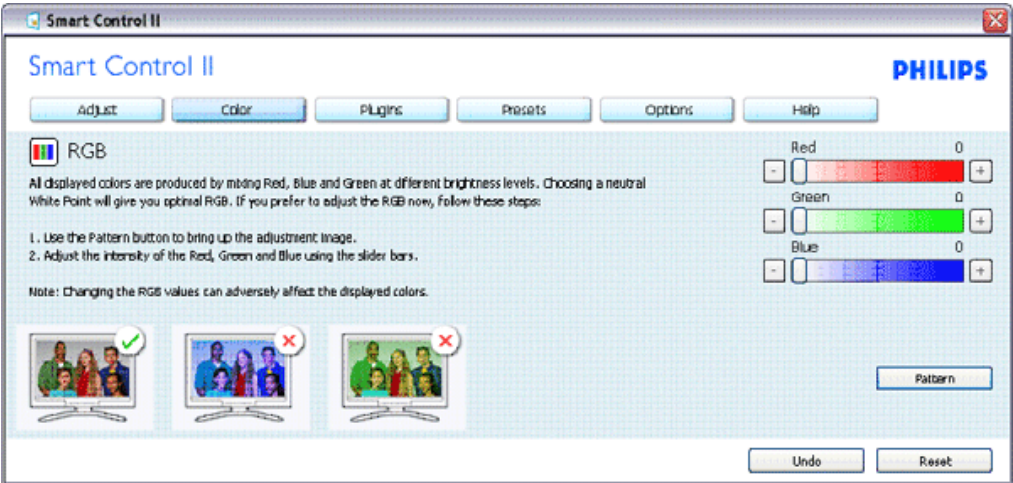 Smart Control II
Smart Control II
PHILIPS
Adjust Color Plugins Presets Options Help
RGB
All displayed colors are produced by mixing Red, Blue and Green at different brightness levels. Choosing a neutral
White Point will give you optimal RGB. If you prefer to adjust the RGB now, follow these steps:
1. Use the Pattern button to bring up the adjustment image.
2. Adjust the intensity of the Red, Green and Blue using the slider bars.
Note: Changing the RGB values can adversely affect the displayed colors.
Red 0
- +
Green 0
- +
Blue 0
- +
Pattern
Undo Reset